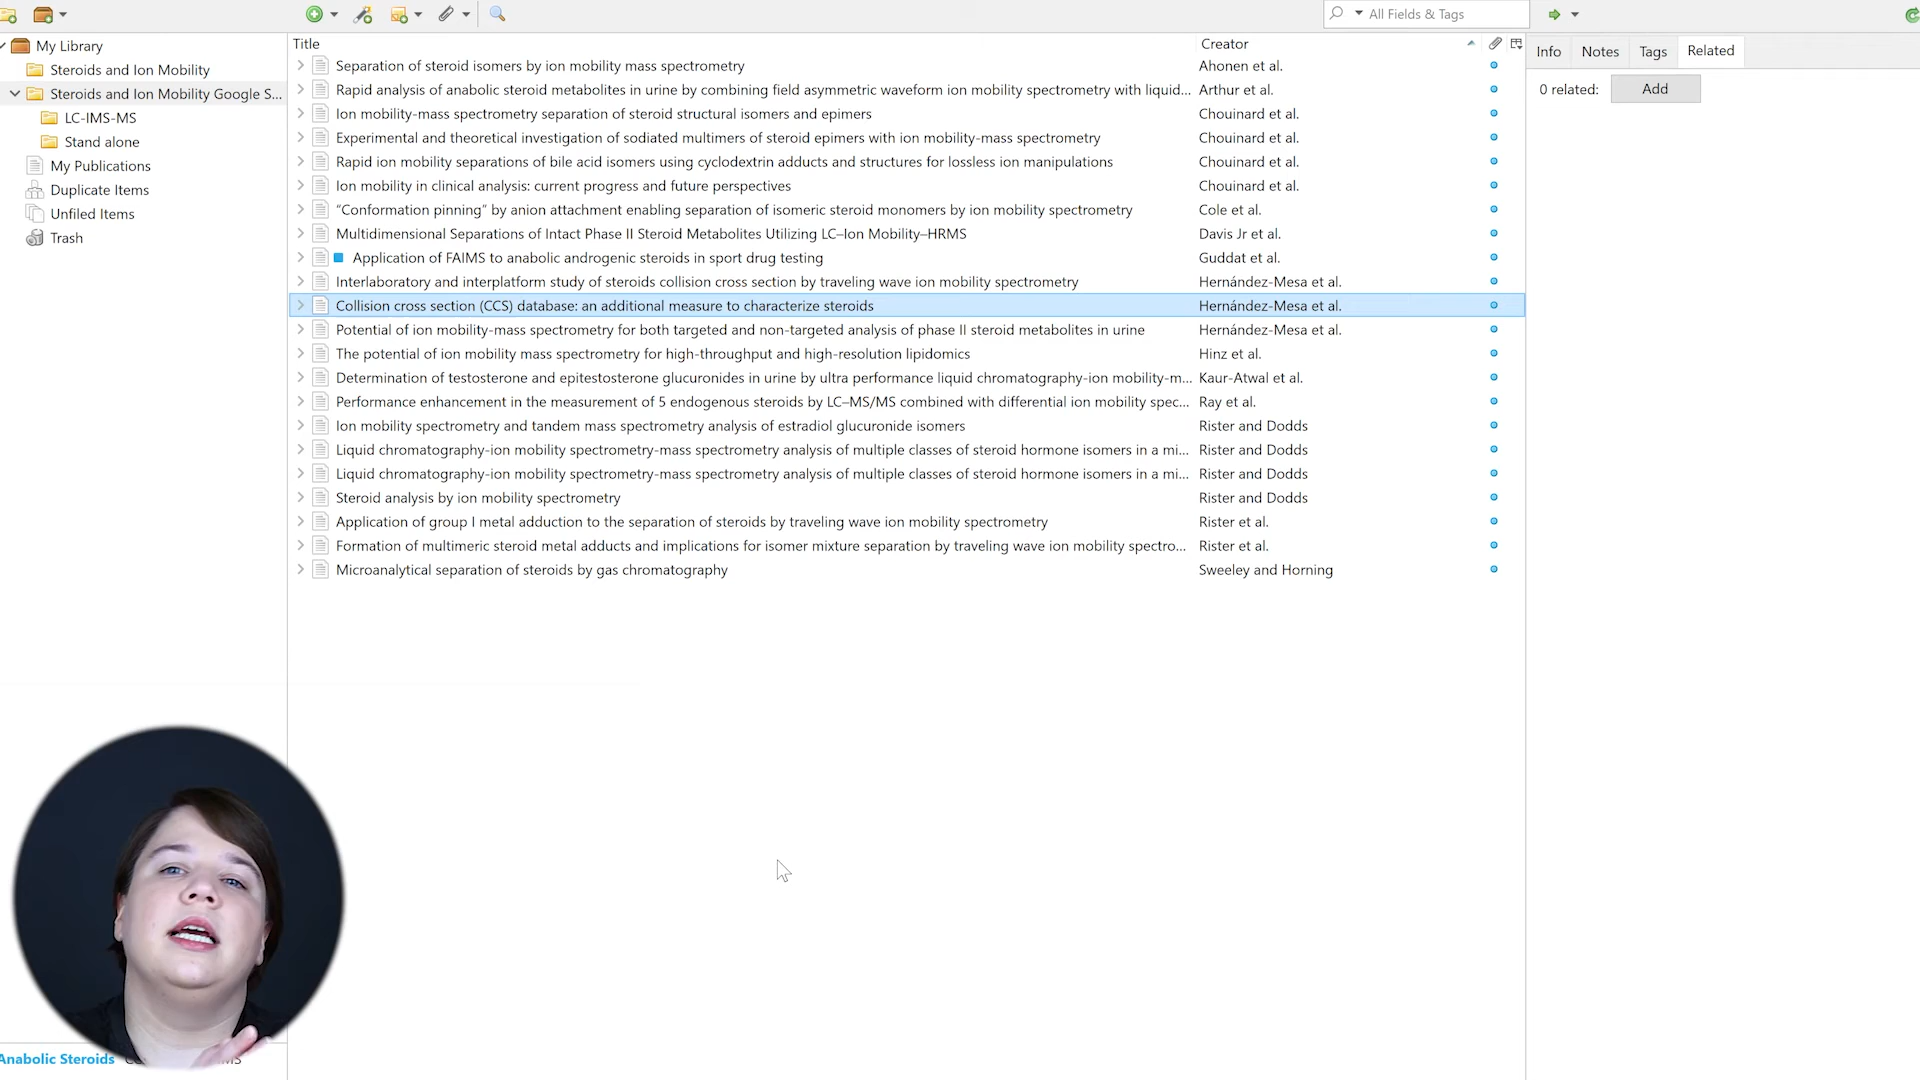 All Fields & Tags
My Library
Steroids and Ion Mobility
Steroids and Ion Mobility Google S...
LC-IMS-MS
Stand alone
My Publications
Duplicate Items
Unfiled Items
Trash
Title Creator
Separation of steroid isomers by ion mobility mass spectrometry Ahonen et al.
Rapid analysis of anabolic steroid metabolites in urine by combining field asymmetric waveform ion mobility spectrometry with liquid... Arthur et al.
Ion mobility-mass spectrometry separation of steroid structural isomers and epimers Chouinard et al.
Experimental and theoretical investigation of sodiated multimers of steroid epimers with ion mobility-mass spectrometry Chouinard et al.
Rapid ion mobility separations of bile acid isomers using cyclodextrin adducts and structures for lossless ion manipulations Chouinard et al.
Ion mobility in clinical analysis: current progress and future perspectives Chouinard et al.
“Conformation pinning” by anion attachment enabling separation of isomeric steroid monomers by ion mobility spectrometry Cole et al.
Multidimensional Separations of Intact Phase II Steroid Metabolites Utilizing LC–Ion Mobility–HRMS Davis Jr et al.
Application of FAIMS to anabolic androgenic steroids in sport drug testing Guddat et al.
Interlaboratory and interplatform study of steroids collision cross section by traveling wave ion mobility spectrometry Hernández-Mesa et al.
Collision cross section (CCS) database: an additional measure to characterize steroids Hernández-Mesa et al.
Potential of ion mobility-mass spectrometry for both targeted and non-targeted analysis of phase II steroid metabolites in urine Hernández-Mesa et al.
The potential of ion mobility mass spectrometry for high-throughput and high-resolution lipidomics Hinz et al.
Determination of testosterone and epitestosterone glucuronides in urine by ultra performance liquid chromatography-ion mobility-m... Kaur-Atwal et al.
Performance enhancement in the measurement of 5 endogenous steroids by LC–MS/MS combined with differential ion mobility spec... Ray et al.
Ion mobility spectrometry and tandem mass spectrometry analysis of estradiol glucuronide isomers Rister and Dodds
Liquid chromatography-ion mobility spectrometry-mass spectrometry analysis of multiple classes of steroid hormone isomers in a mi... Rister and Dodds
Liquid chromatography-ion mobility spectrometry-mass spectrometry analysis of multiple classes of steroid hormone isomers in a mi... Rister and Dodds
Steroid analysis by ion mobility spectrometry Rister and Dodds
Application of group I metal adduction to the separation of steroids by traveling wave ion mobility spectrometry Rister et al.
Formation of multimeric steroid metal adducts and implications for isomer mixture separation by traveling wave ion mobility spectro... Rister et al.
Microanalytical separation of steroids by gas chromatography Sweeley and Horning
Info Notes Tags Related
0 related: Add
Anabolic Steroids